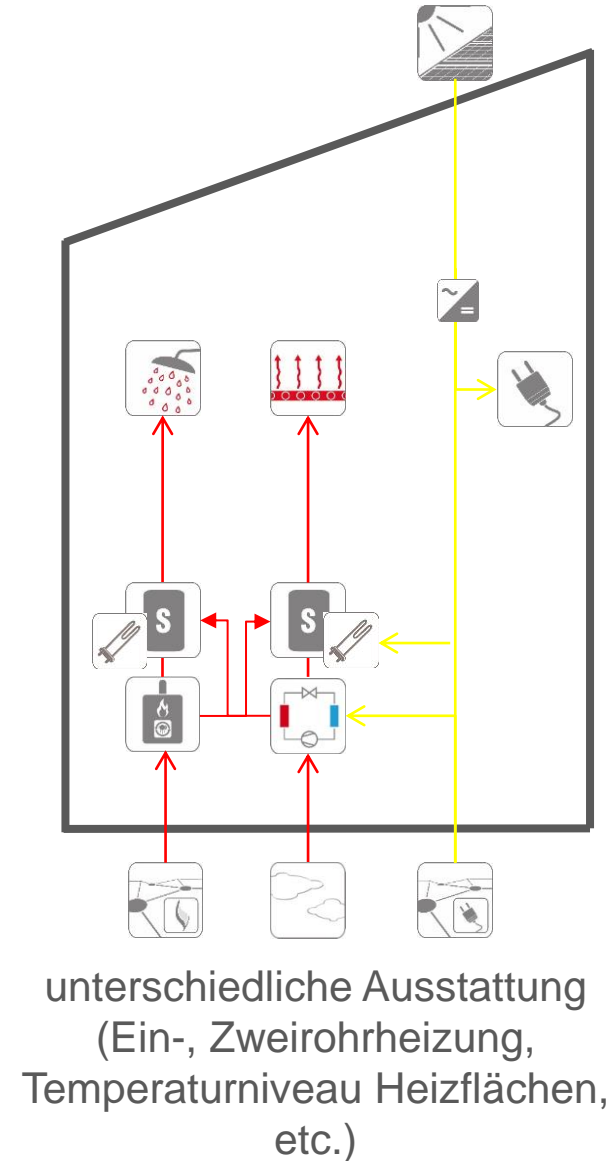 S
S
unterschiedliche Ausstattung
(Ein-, Zweirohrheizung,
Temperaturniveau Heizflächen,
etc.)